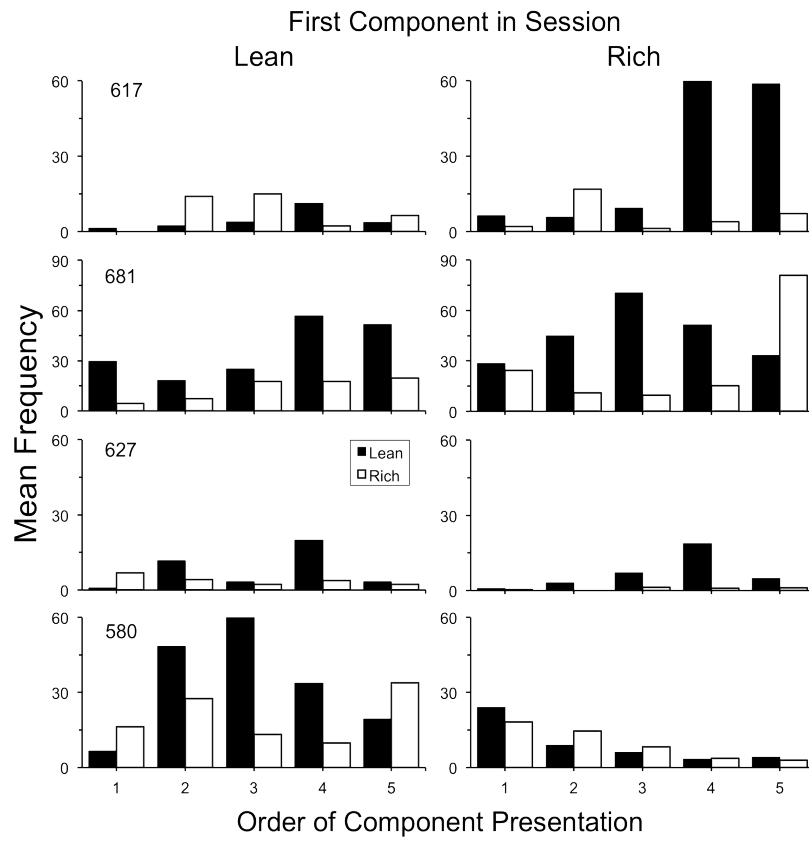 First Component in Session
Lean Rich
60 617 60
30 30
0 0
90 681 90
60 60
30 30
0 0
Mean Frequency
60 627 60
Lean
Rich
30 30
0 0
60 580 60
30 30
0 0
1 2 3 4 5 1 2 3 4 5
Order of Component Presentation